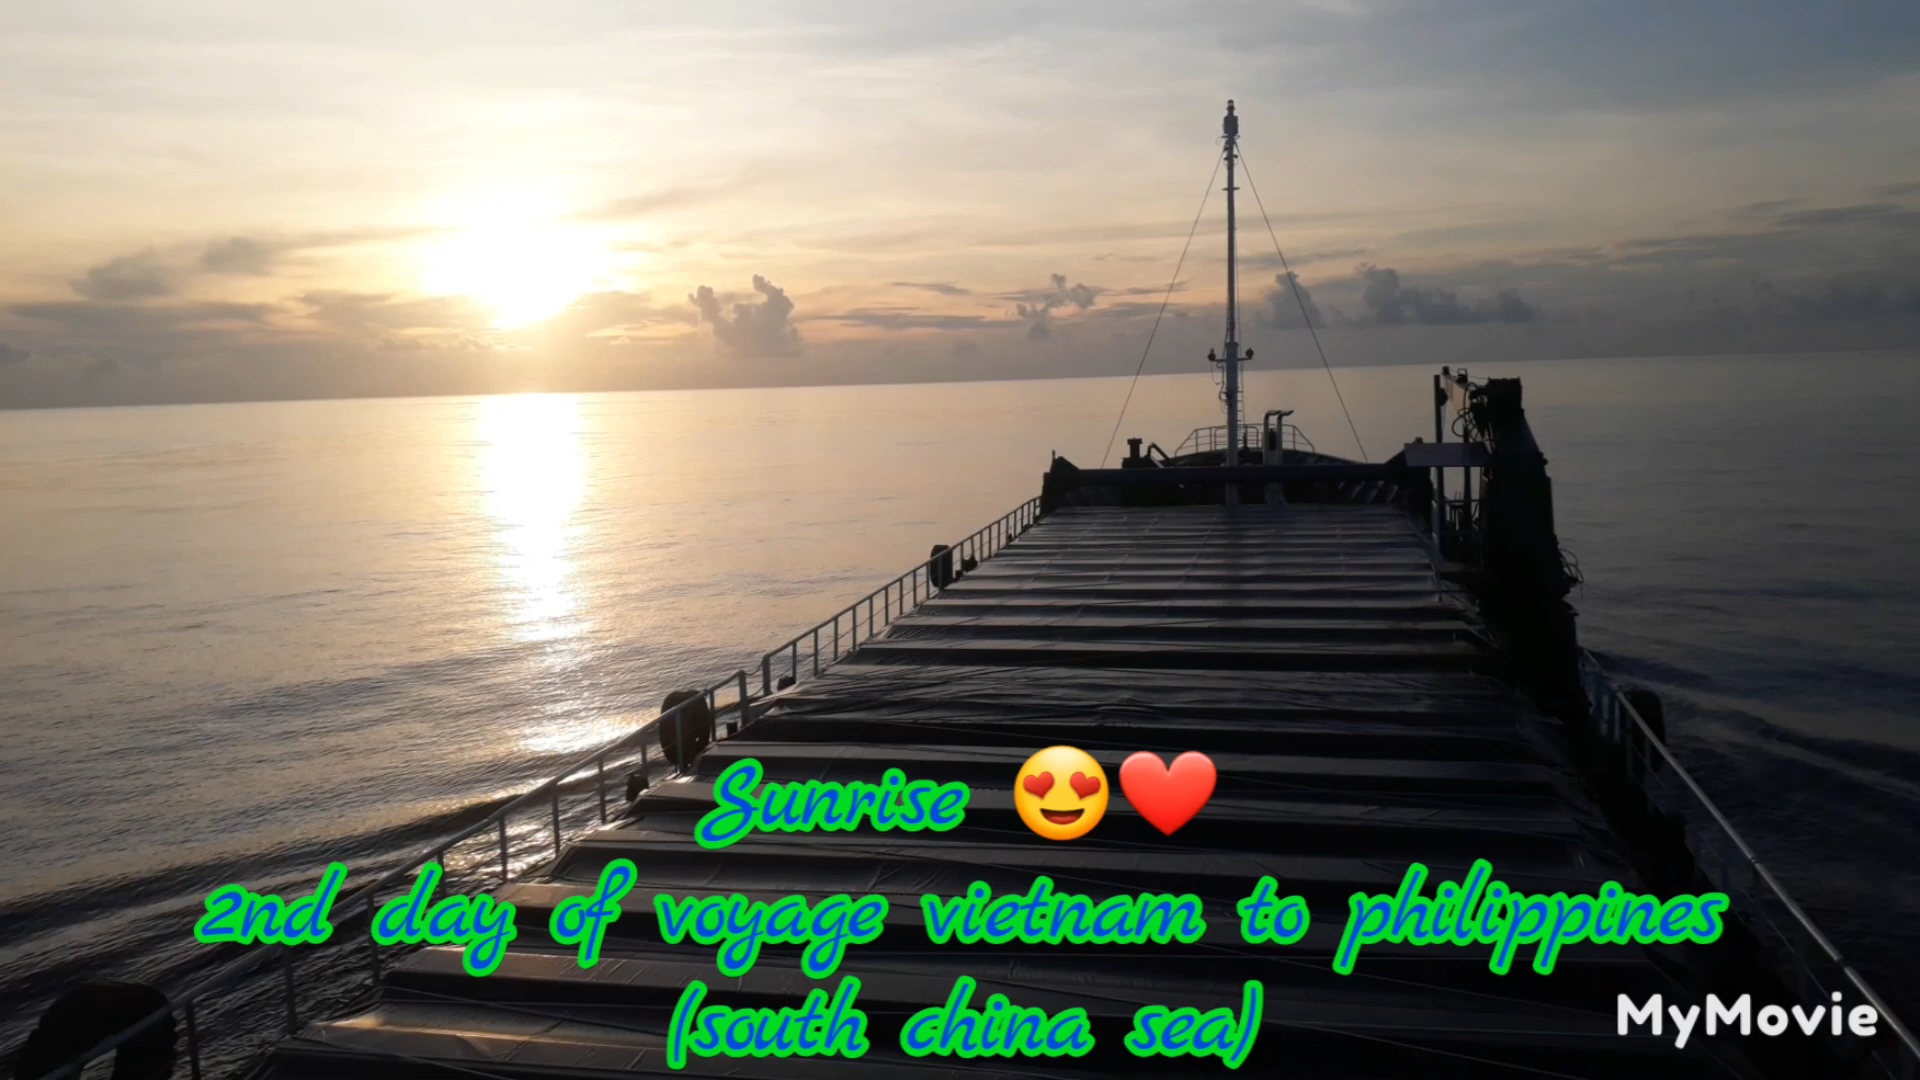 Sunrise 😍❤️
2nd day of voyage vietnam to philippines
(south china sea)
MyMovie